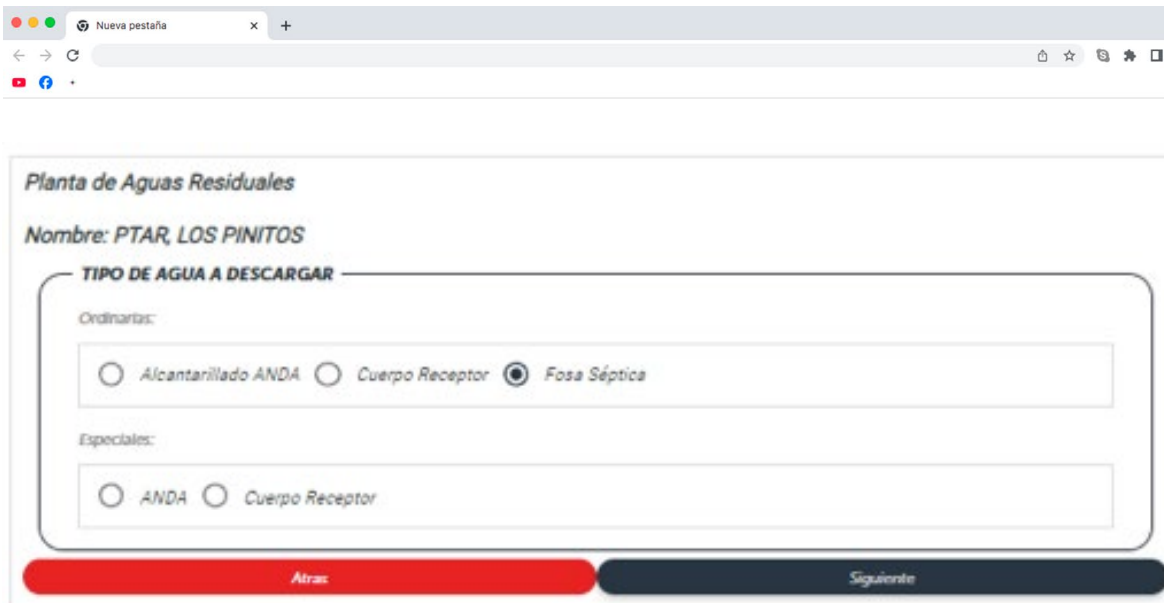 Nueva pestaña
Planta de Aguas Residuales
Nombre: PTAR, LOS PINITOS
TIPO DE AGUA A DESCARGAR
Ordinarias:
Alcantarillado ANDA Cuerpo Receptor Fosa Séptica
Especiales:
ANDA Cuerpo Receptor
Atras Siguiente